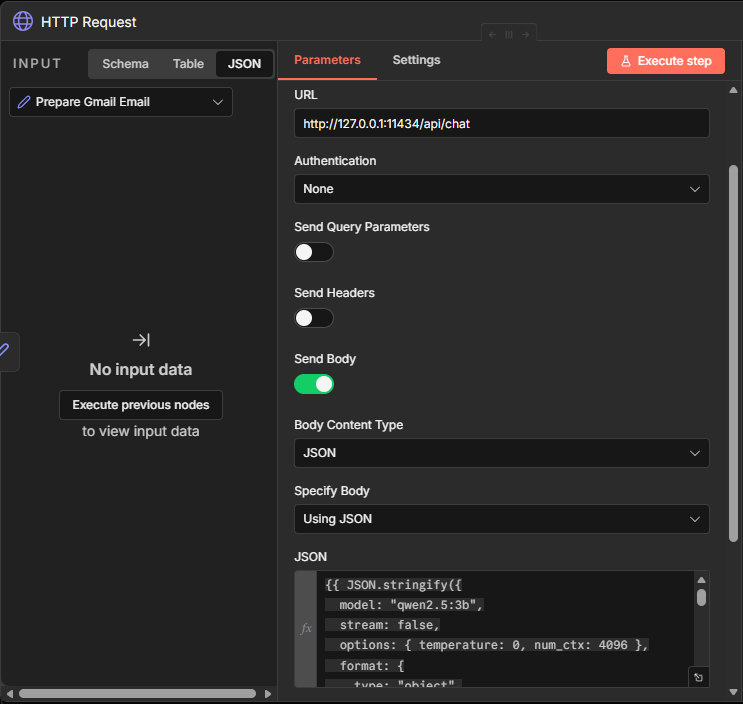 HTTP Request
INPUT
Schema
Table
JSON
Prepare Gmail Email
No input data
Execute previous nodes
to view input data
Parameters
Settings
Execute step
URL
http://127.0.0.1:11434/api/chat
Authentication
None
Send Query Parameters
Send Headers
Send Body
Body Content Type
JSON
Specify Body
Using JSON
JSON
fx
{{ JSON.stringify({
  model: "qwen2.5:3b",
  stream: false,
  options: { temperature: 0, num_ctx: 4096 },
  format: {
    type: "object"